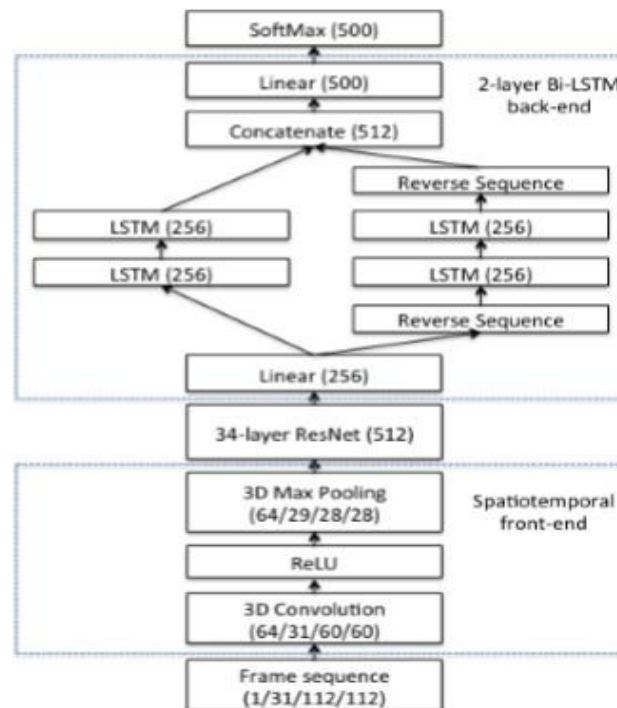 SoftMax (500)
Linear (500)
2-layer Bi-LSTM
back-end
Concatenate (512)
Reverse Sequence
LSTM (256)
LSTM (256)
LSTM (256)
LSTM (256)
Reverse Sequence
Linear (256)
34-layer ResNet (512)
3D Max Pooling
(64/29/28/28)
Spatiotemporal
front-end
ReLU
3D Convolution
(64/31/60/60)
Frame sequence
(1/31/112/112)